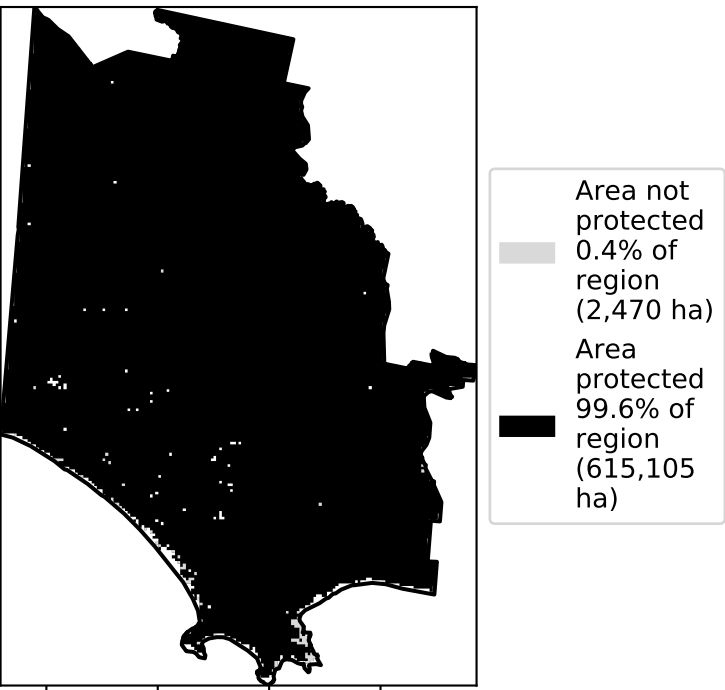 Area not
protected
0.4% of
region
(2,470 ha)
Area
protected
99.6% of
region
(615,105
ha)